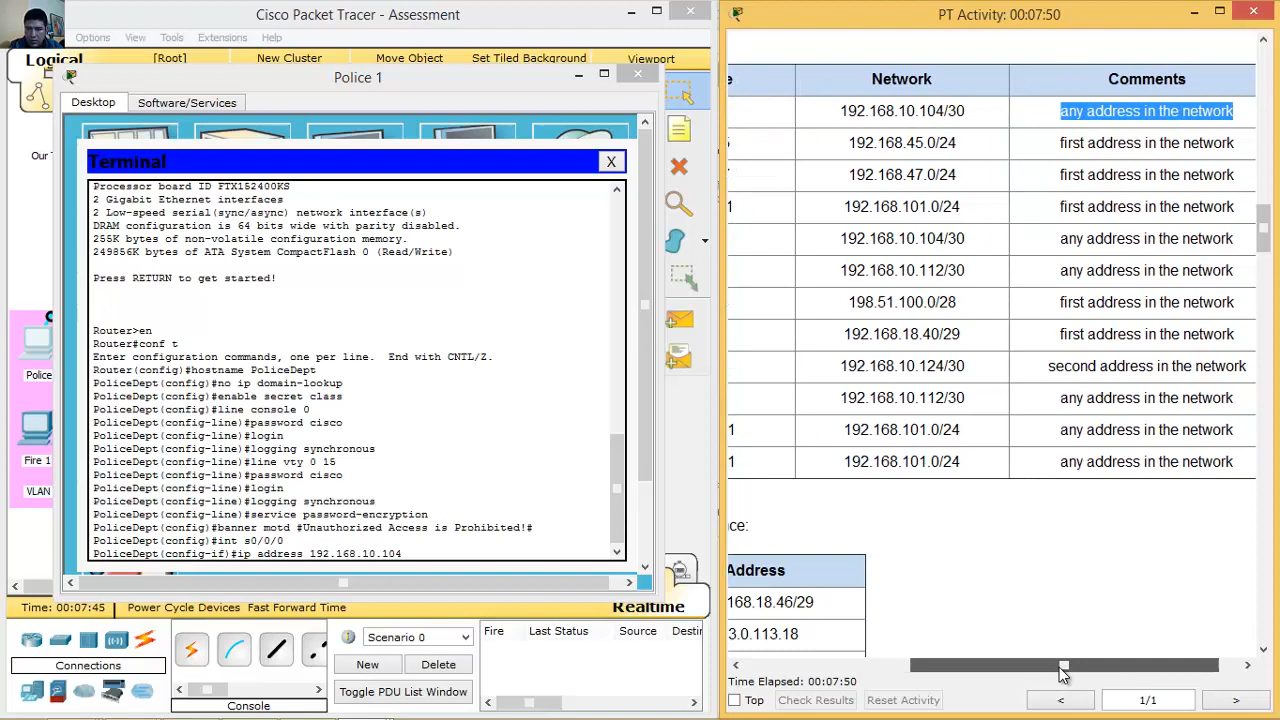 Cisco Packet Tracer - Assessment
Options View Tools Extensions Help
Logical [Root] New Cluster Move Object Set Tiled Background Viewport
Police 1
Desktop Software/Services
Terminal X
Processor board ID FTX152400KS
2 Gigabit Ethernet interfaces
2 Low-speed serial(sync/async) network interface(s)
DRAM configuration is 64 bits wide with parity disabled.
255K bytes of non-volatile configuration memory.
249856K bytes of ATA System CompactFlash 0 (Read/Write)
Press RETURN to get started!
Router>en
Router#conf t
Enter configuration commands, one per line.  End with CNTL/Z.
Router(config)#hostname PoliceDept
PoliceDept(config)#no ip domain-lookup
PoliceDept(config)#enable secret class
PoliceDept(config)#line console 0
PoliceDept(config-line)#password cisco
PoliceDept(config-line)#login
PoliceDept(config-line)#logging synchronous
PoliceDept(config-line)#line vty 0 15
PoliceDept(config-line)#password cisco
PoliceDept(config-line)#login
PoliceDept(config-line)#logging synchronous
PoliceDept(config-line)#service password-encryption
PoliceDept(config)#banner motd #Unauthorized Access is Prohibited!#
PoliceDept(config)#int s0/0/0
PoliceDept(config-if)#ip address 192.168.10.104
Our
Police
Fire 1
VLAN
Time: 00:07:45 Power Cycle Devices Fast Forward Time Realtime
Connections
Console
Scenario 0
New Delete
Toggle PDU List Window
Fire Last Status Source Destir
PT Activity: 00:07:50
Network Comments
192.168.10.104/30 any address in the network
192.168.45.0/24 first address in the network
192.168.47.0/24 first address in the network
1 192.168.101.0/24 first address in the network
192.168.10.104/30 any address in the network
192.168.10.112/30 any address in the network
198.51.100.0/28 first address in the network
192.168.18.40/29 first address in the network
192.168.10.124/30 second address in the network
192.168.10.112/30 any address in the network
1 192.168.101.0/24 any address in the network
1 192.168.101.0/24 any address in the network
ce:
Address
168.18.46/29
3.0.113.18
Time Elapsed: 00:07:50
Top Check Results Reset Activity < 1/1 >